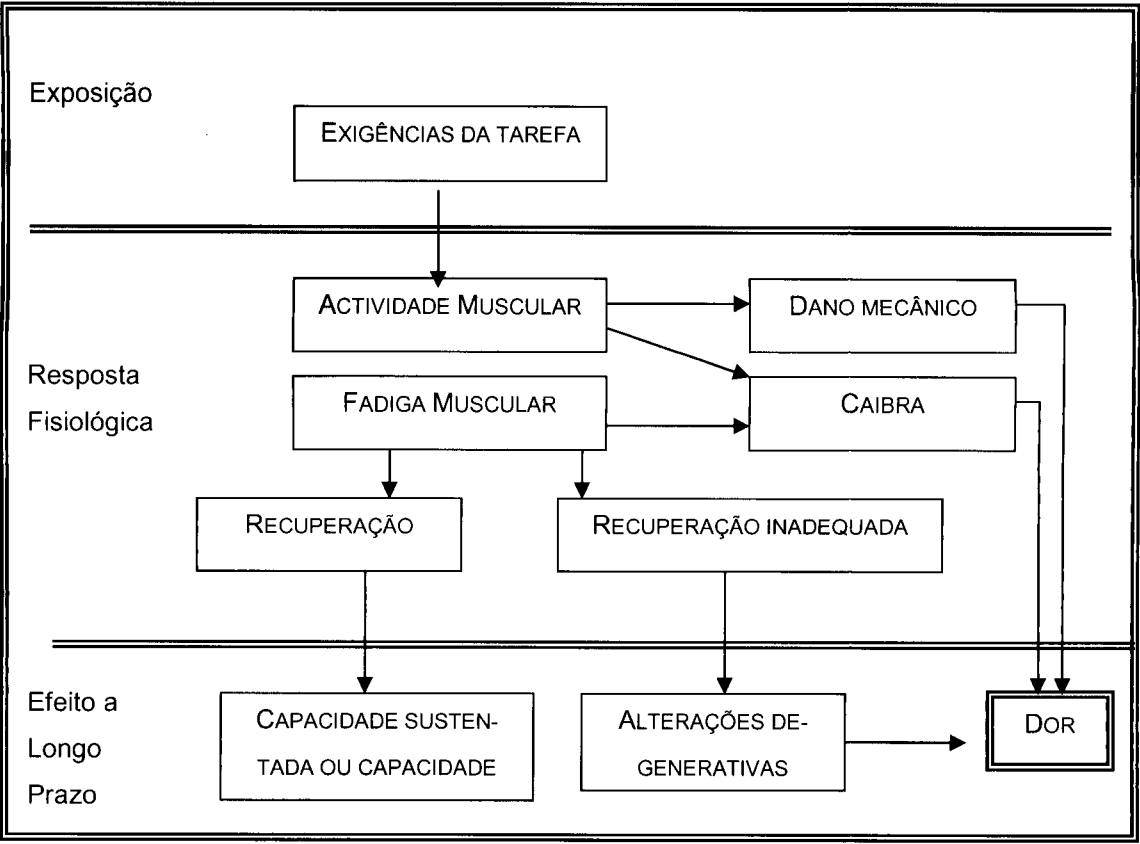 Exposição
EXIGÊNCIAS DA TAREFA
ACTIVIDADE MUSCULAR
DANO MECÂNICO
Resposta
Fisiológica
FADIGA MUSCULAR
CAIBRA
RECUPERAÇÃO
RECUPERAÇÃO INADEQUADA
Efeito a
Longo
Prazo
CAPACIDADE SUSTEN-
TADA OU CAPACIDADE
ALTERAÇÕES DE-
GENERATIVAS
DOR